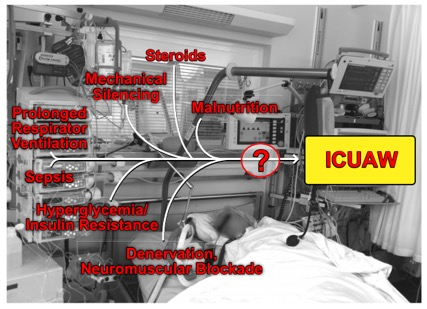 Steroids
Mechanical
Silencing
Malnutrition
Prolonged
Respirator
Ventilation
?
ICUAW
Sepsis
Hyperglycemia/
Insulin Resistance
Denervation,
Neuromuscular Blockade